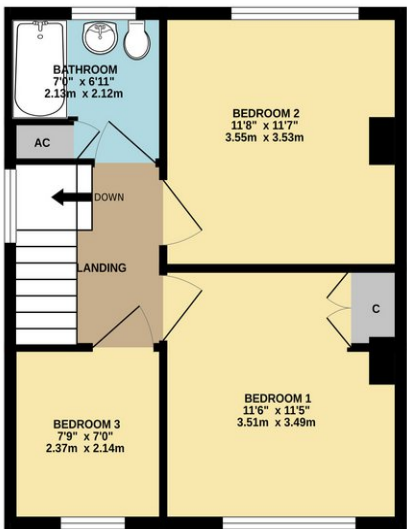 BATHROOM
7'0" x 6'11"
2.13m x 2.12m
BEDROOM 2
11'8" x 11'7"
3.55m x 3.53m
AC
DOWN
LANDING
C
BEDROOM 1
11'6" x 11'5"
3.51m x 3.49m
BEDROOM 3
7'9" x 7'0"
2.37m x 2.14m